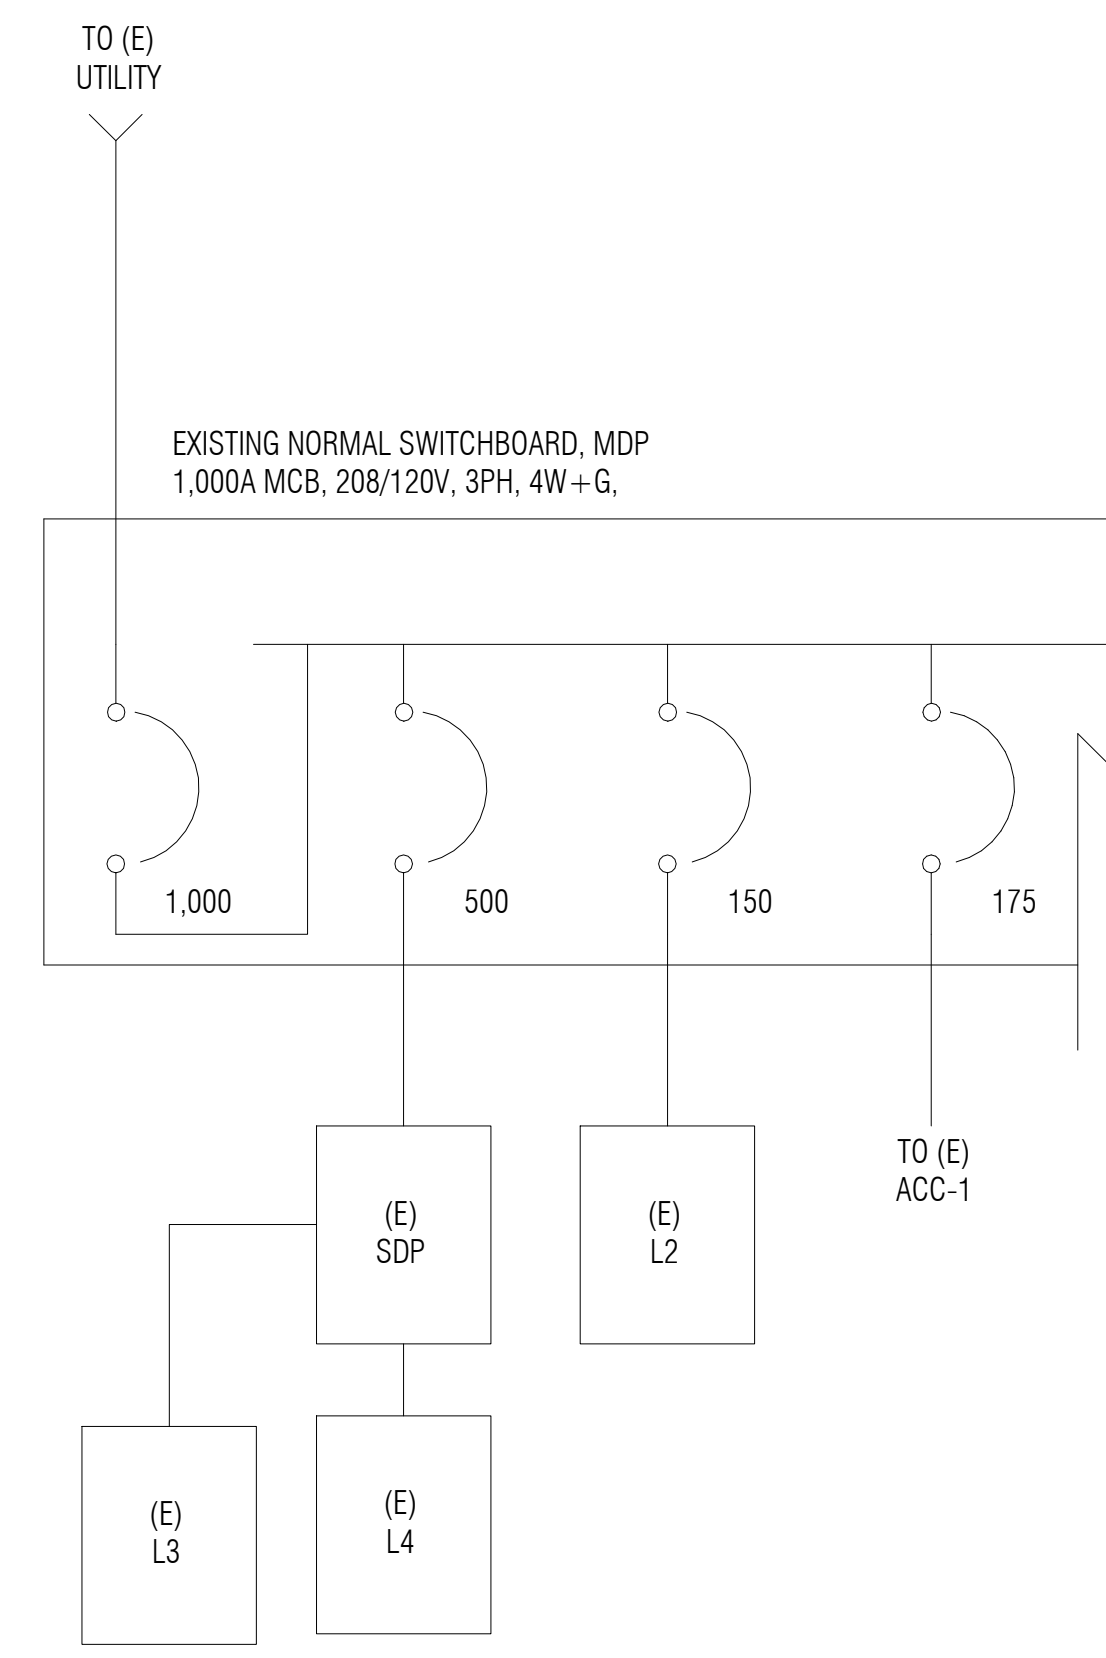 TO (E)
UTILITY
EXISTING NORMAL SWITCHBOARD, MDP
1,000A MCB, 208/120V, 3PH, 4W+G,
1,000
500
150
175
TO (E)
ACC-1
(E)
SDP
(E)
L2
(E)
L3
(E)
L4